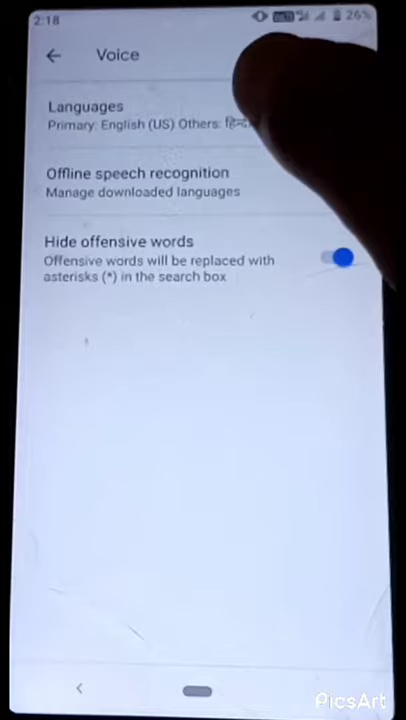 2:18
26%
Voice
Languages
Primary: English (US) Others: हिन्दी
Offline speech recognition
Manage downloaded languages
Hide offensive words
Offensive words will be replaced with
asterisks (*) in the search box
PicsArt